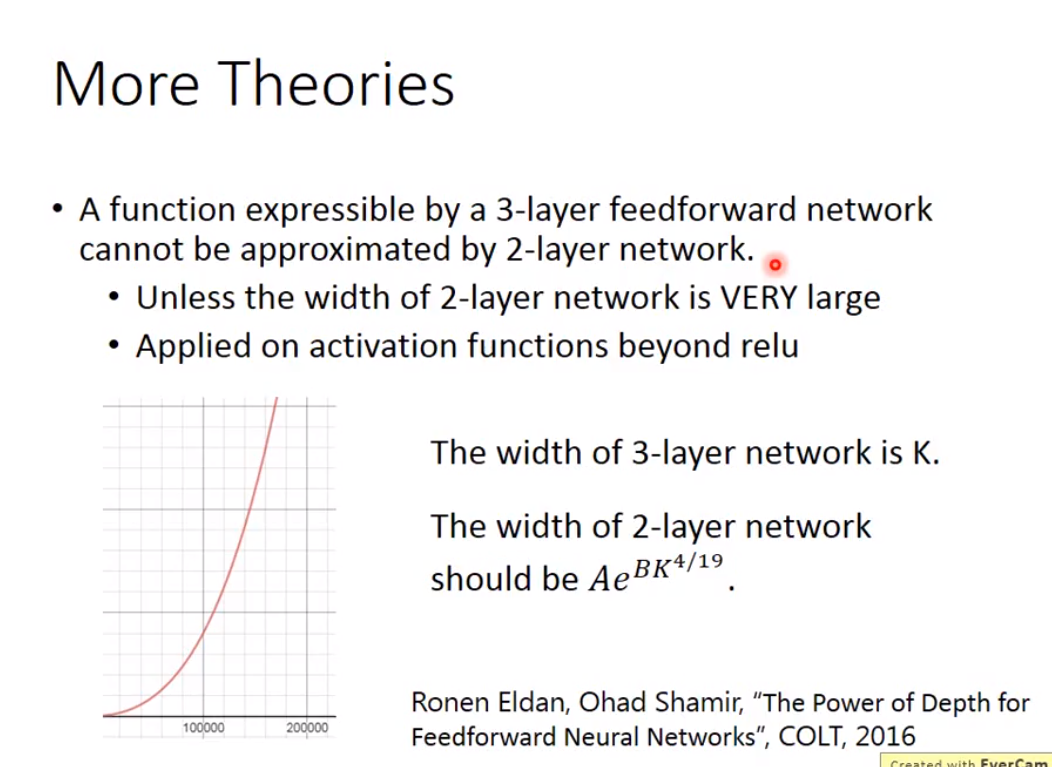 More Theories
• A function expressible by a 3-layer feedforward network
cannot be approximated by 2-layer network.
• Unless the width of 2-layer network is VERY large
• Applied on activation functions beyond relu
The width of 3-layer network is K.
The width of 2-layer network
should be Ae^{BK^{4/19}}.
100000 200000
Ronen Eldan, Ohad Shamir, “The Power of Depth for
Feedforward Neural Networks”, COLT, 2016
Created with EverCam